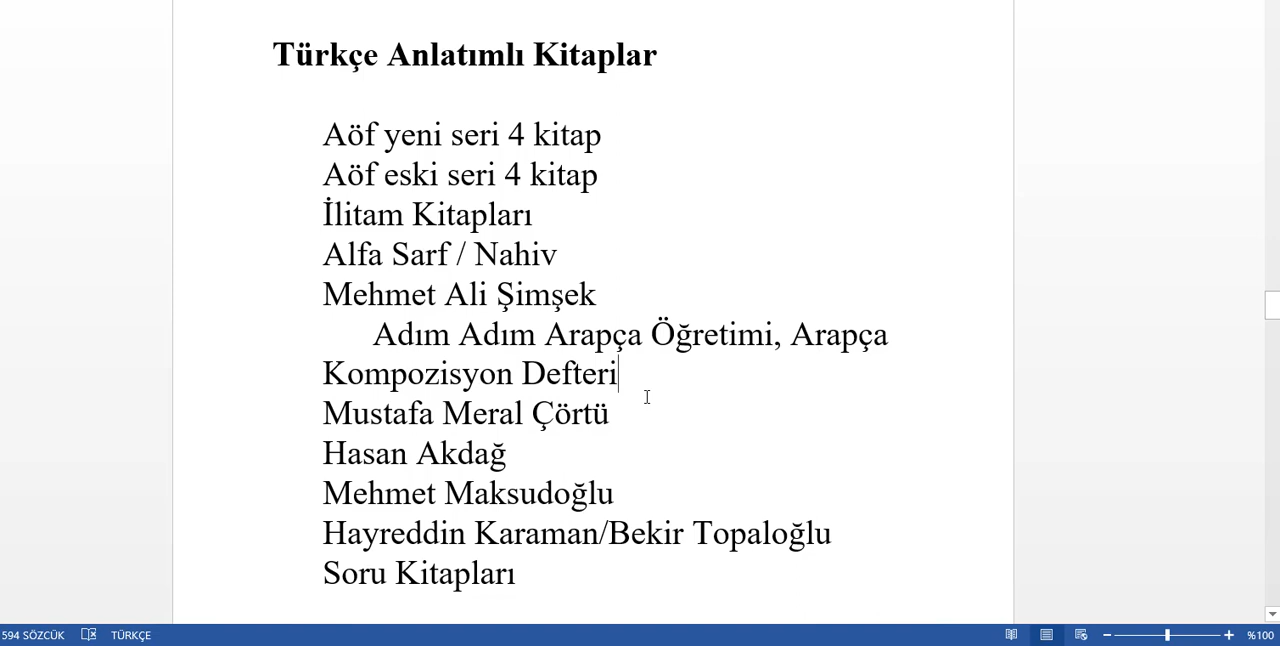 Türkçe Anlatımlı Kitaplar
Aöf yeni seri 4 kitap
Aöf eski seri 4 kitap
İlitam Kitapları
Alfa Sarf / Nahiv
Mehmet Ali Şimşek
Adım Adım Arapça Öğretimi, Arapça
Kompozisyon Defteri
Mustafa Meral Çörtü
Hasan Akdağ
Mehmet Maksudoğlu
Hayreddin Karaman/Bekir Topaloğlu
Soru Kitapları
594 SÖZCÜK TÜRKÇE %100